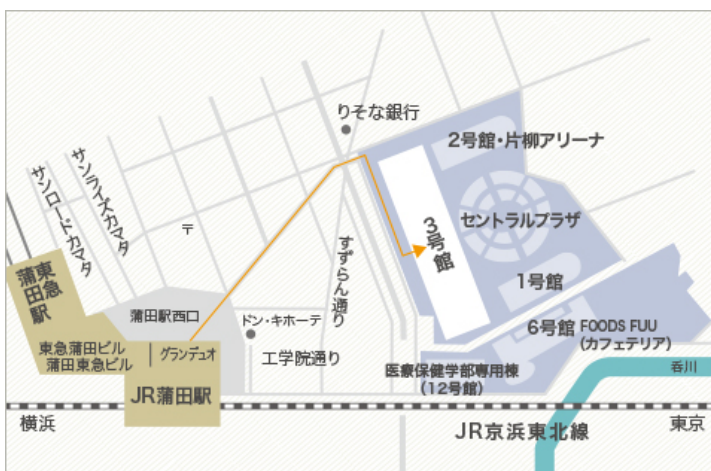 りそな銀行
2号館・片柳アリーナ
サンライズカマタ
サンロードカマタ
〒
セントラルプラザ
3号館
すずらん通り
東急
蒲田駅
1号館
蒲田駅西口
ドン・キホーテ
6号館 FOODS FUU
(カフェテリア)
東急蒲田ビル
蒲田東急ビル
グランデュオ
工学院通り
医療保健学部専用棟
(12号館)
呑川
JR蒲田駅
横浜
JR京浜東北線
東京